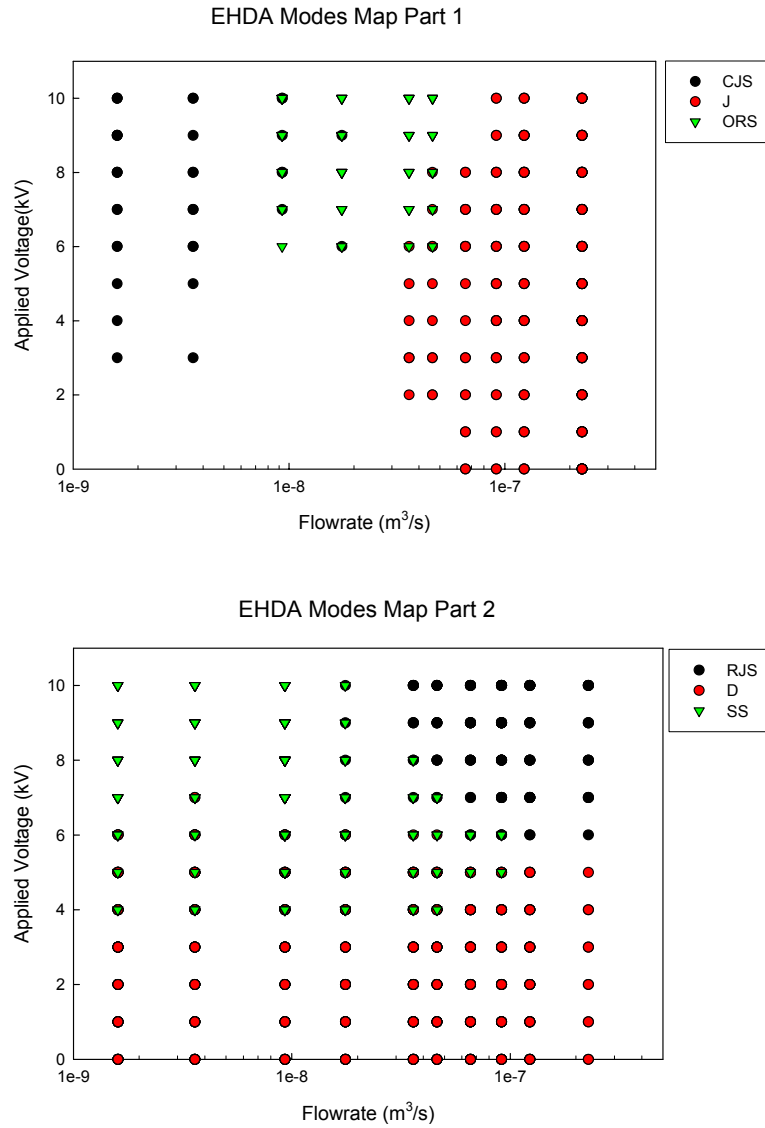 EHDA Modes Map Part 1
CJS
J
ORS
10
8
6
4
2
0
Applied Voltage(kV)
1e-9
1e-8
1e-7
Flowrate (m³/s)
EHDA Modes Map Part 2
RJS
D
SS
10
8
6
4
2
0
Applied Voltage (kV)
1e-9
1e-8
1e-7
Flowrate (m³/s)